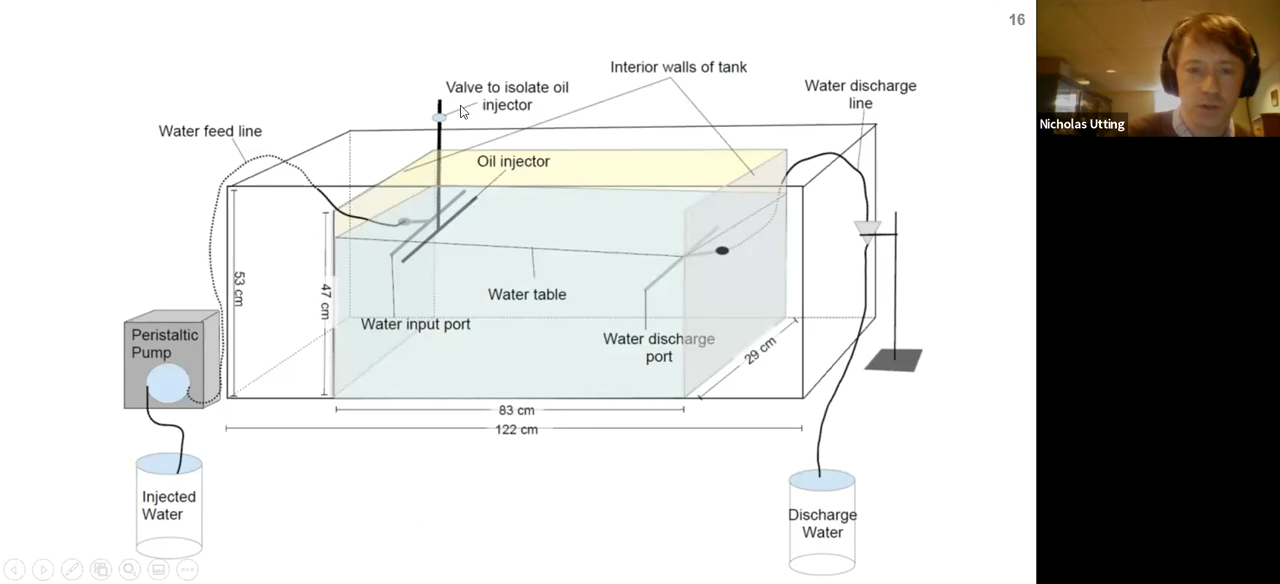 16
Interior walls of tank
Valve to isolate oil
injector
Water discharge
line
Nicholas Utting
Water feed line
Oil injector
53 cm
47 cm
Water table
Water input port
Peristaltic
Pump
Water discharge
port
29 cm
83 cm
122 cm
Injected
Water
Discharge
Water